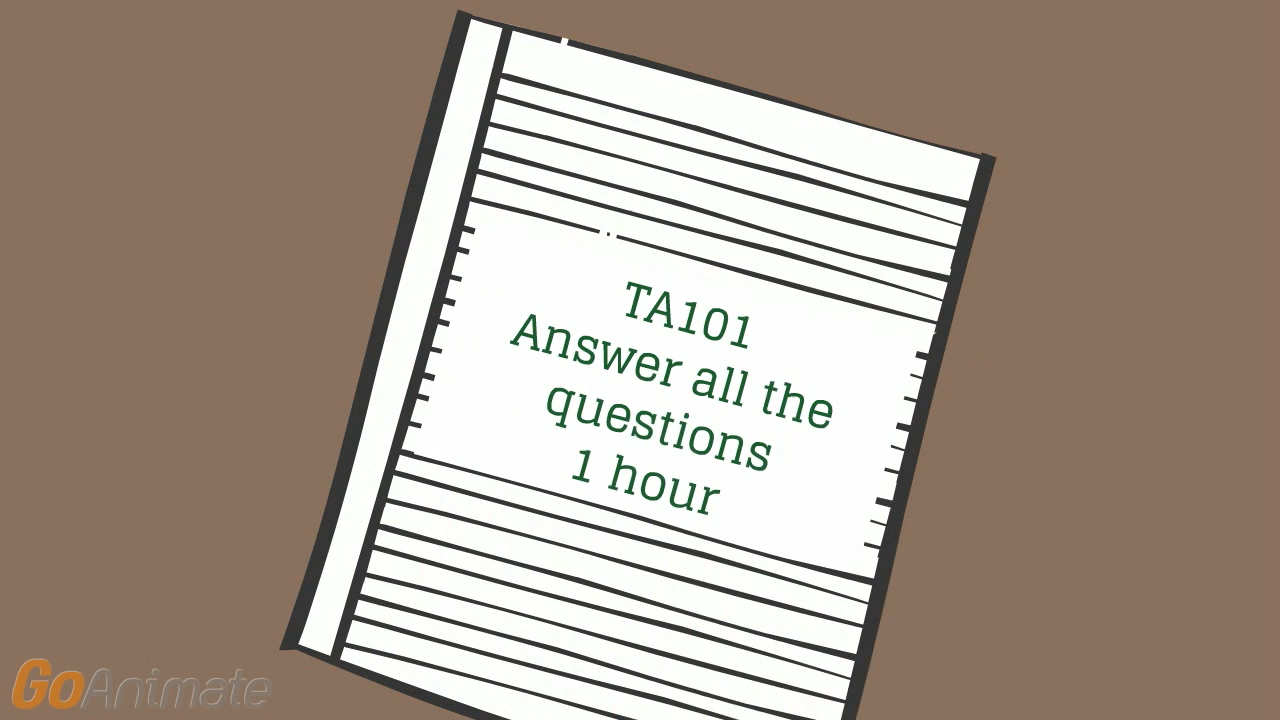 TA101
Answer all the
questions
1 hour
GoAnimate